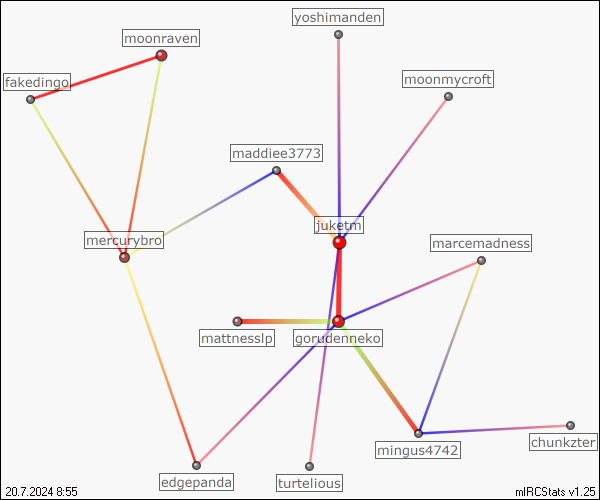 yoshimanden
moonraven
fakedingo
moonmycroft
maddiee3773
juketm
mercurybro
marcemadness
mattnesslp
gorudenneko
mingus4742
chunkzter
edgepanda
turtelious
20.7.2024 8:55
mIRCStats v1.25